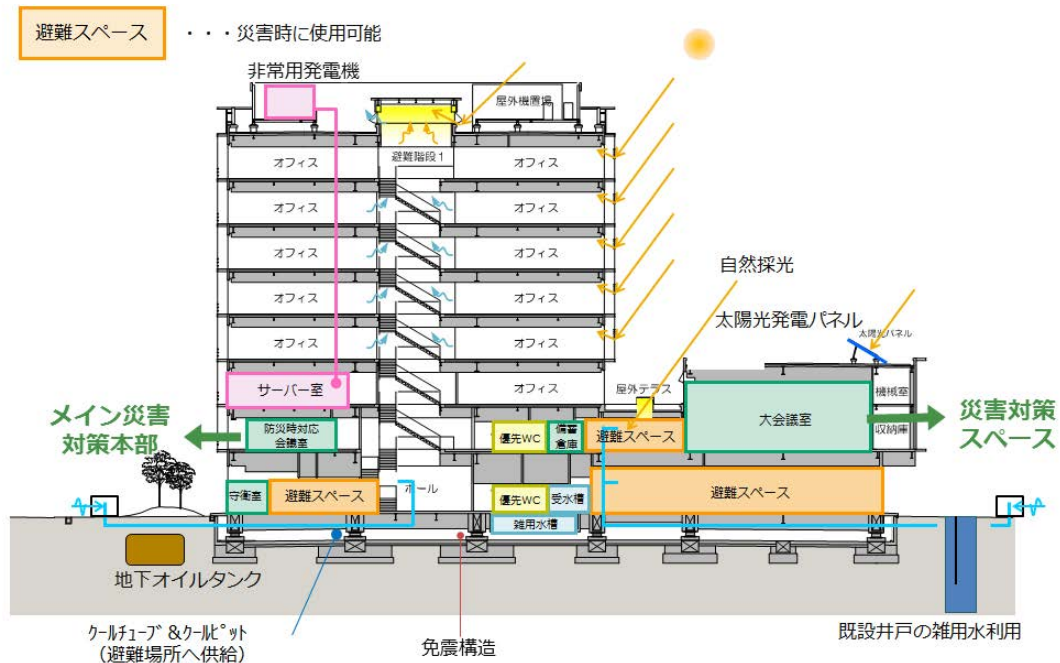 避難スペース
・・・災害時に使用可能
非常用発電機
屋外機置場
避難階段1
オフィス
オフィス
オフィス
オフィス
オフィス
オフィス
オフィス
オフィス
オフィス
オフィス
自然採光
太陽光発電パネル
太陽光パネル
サーバー室
オフィス
屋外テラス
機械室
メイン災害
対策本部
防災時対応
会議室
優先WC
備蓄
倉庫
避難スペース
大会議室
収納庫
災害対策
スペース
守衛室
避難スペース
ホール
優先WC
受水槽
避難スペース
雑用水槽
地下オイルタンク
クールチューブ&クールピット
(避難場所へ供給)
免震構造
既設井戸の雑用水利用